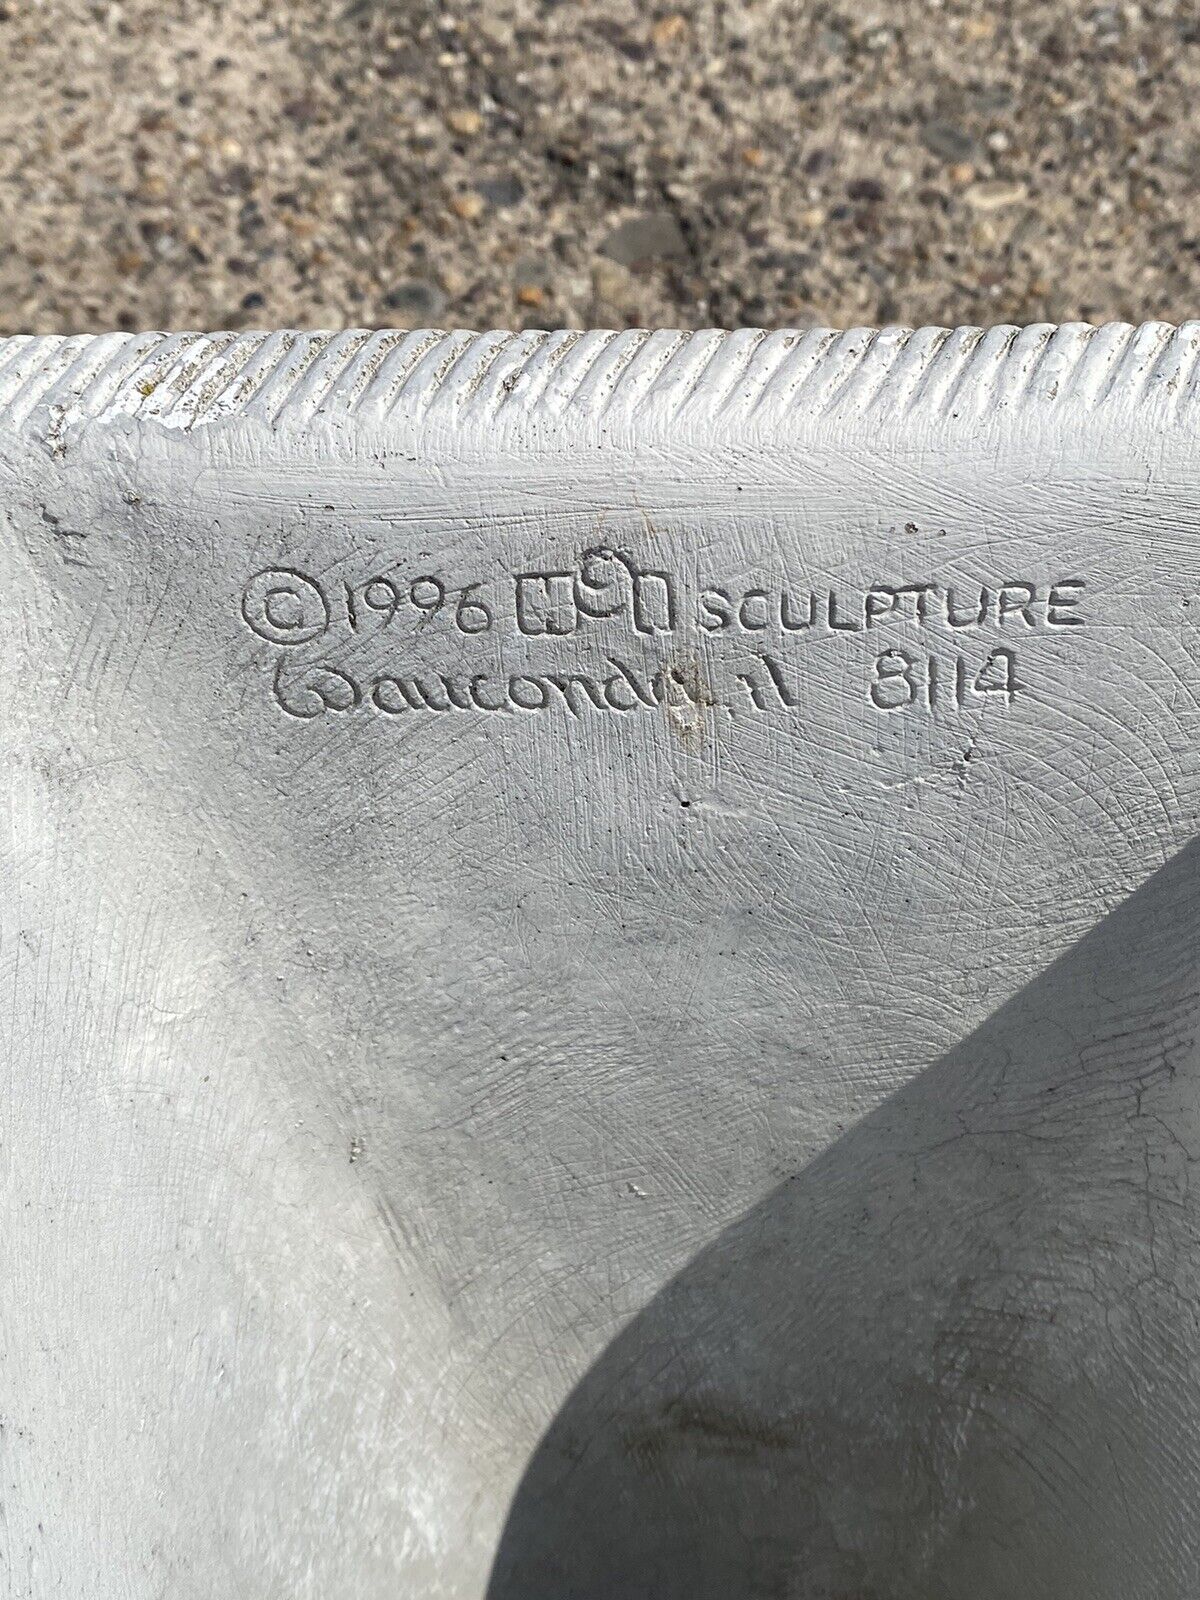 ©1996 SCULPTURE
Wauconda, il 8114